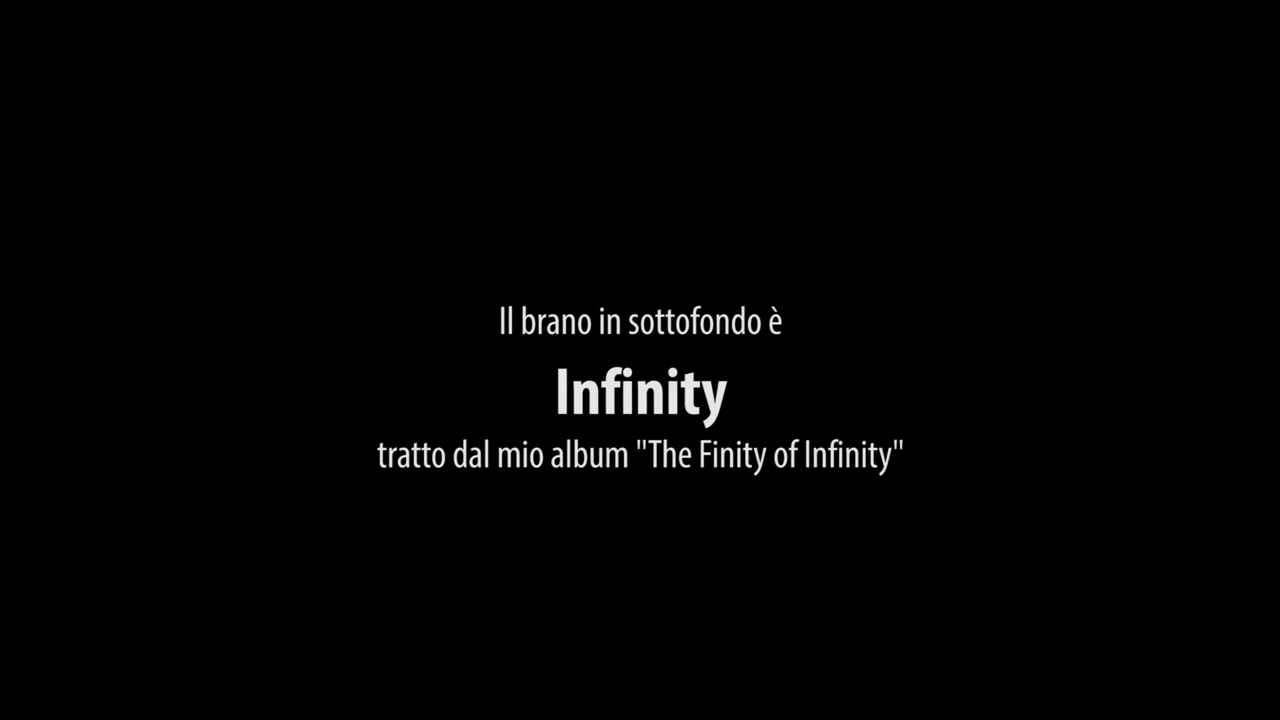 Il brano in sottofondo è
Infinity
tratto dal mio album "The Finity of Infinity"